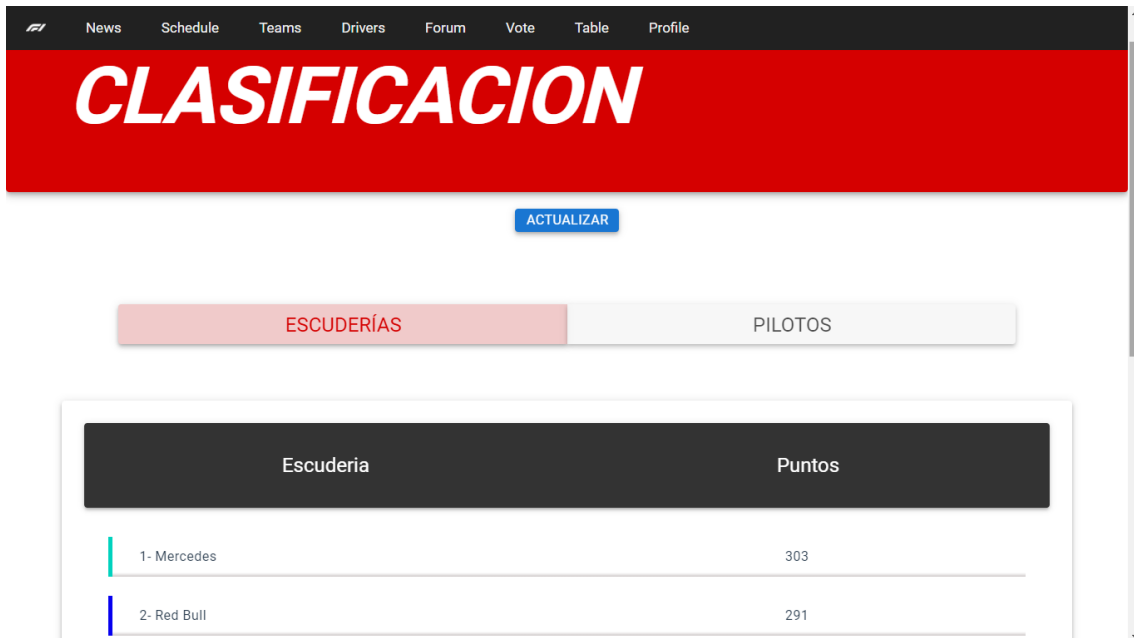 F1 News Schedule Teams Drivers Forum Vote Table Profile
CLASIFICACION
ACTUALIZAR
ESCUDERÍAS PILOTOS
Escuderia Puntos
1- Mercedes 303
2- Red Bull 291